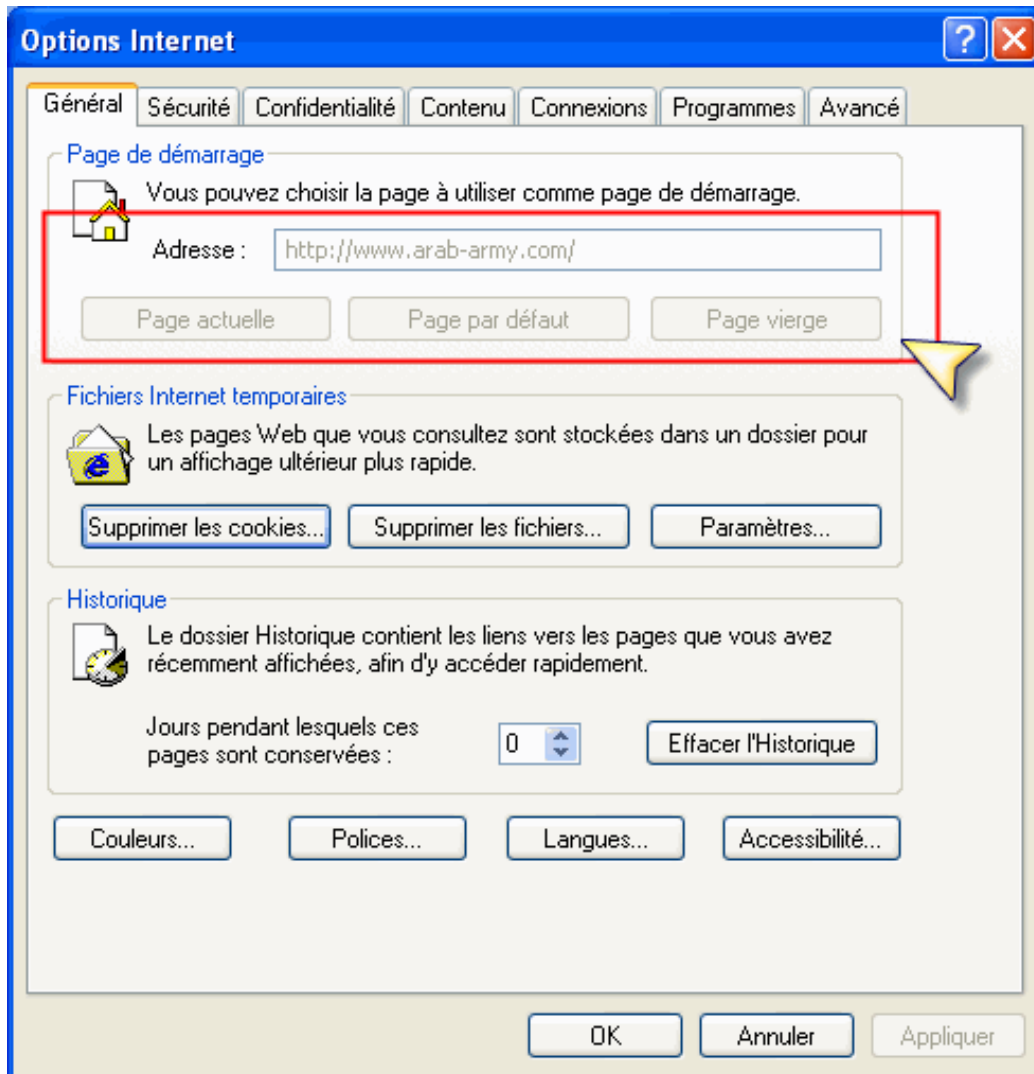 Options Internet
Général Sécurité Confidentialité Contenu Connexions Programmes Avancé
Page de démarrage
Vous pouvez choisir la page à utiliser comme page de démarrage.
Adresse : http://www.arab-army.com/
Page actuelle Page par défaut Page vierge
Fichiers Internet temporaires
Les pages Web que vous consultez sont stockées dans un dossier pour
un affichage ultérieur plus rapide.
Supprimer les cookies... Supprimer les fichiers... Paramètres...
Historique
Le dossier Historique contient les liens vers les pages que vous avez
récemment affichées, afin d'y accéder rapidement.
Jours pendant lesquels ces
pages sont conservées : 0 Effacer l'Historique
Couleurs... Polices... Langues... Accessibilité...
OK Annuler Appliquer